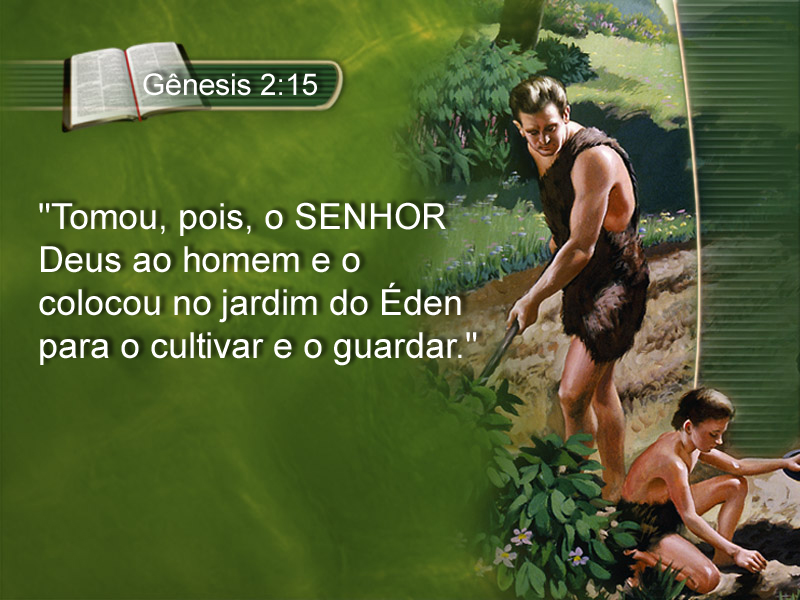 Gênesis 2:15
"Tomou, pois, o SENHOR
Deus ao homem e o
colocou no jardim do Éden
para o cultivar e o guardar."